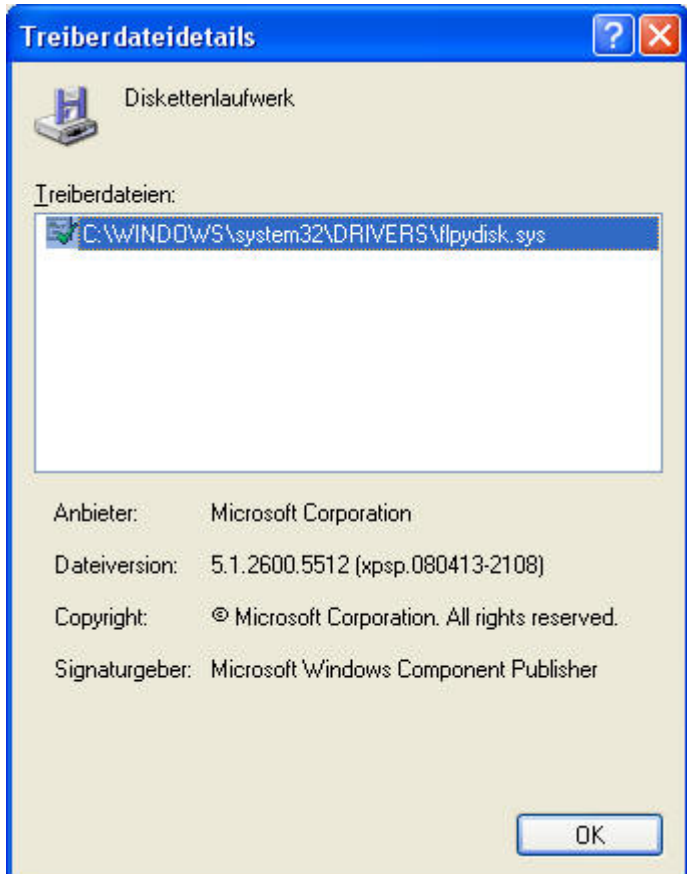 Treiberdateidetails
Diskettenlaufwerk
Treiberdateien:
C:\WINDOWS\system32\DRIVERS\flpydisk.sys
Anbieter: Microsoft Corporation
Dateiversion: 5.1.2600.5512 (xpsp.080413-2108)
Copyright: © Microsoft Corporation. All rights reserved.
Signaturgeber: Microsoft Windows Component Publisher
OK